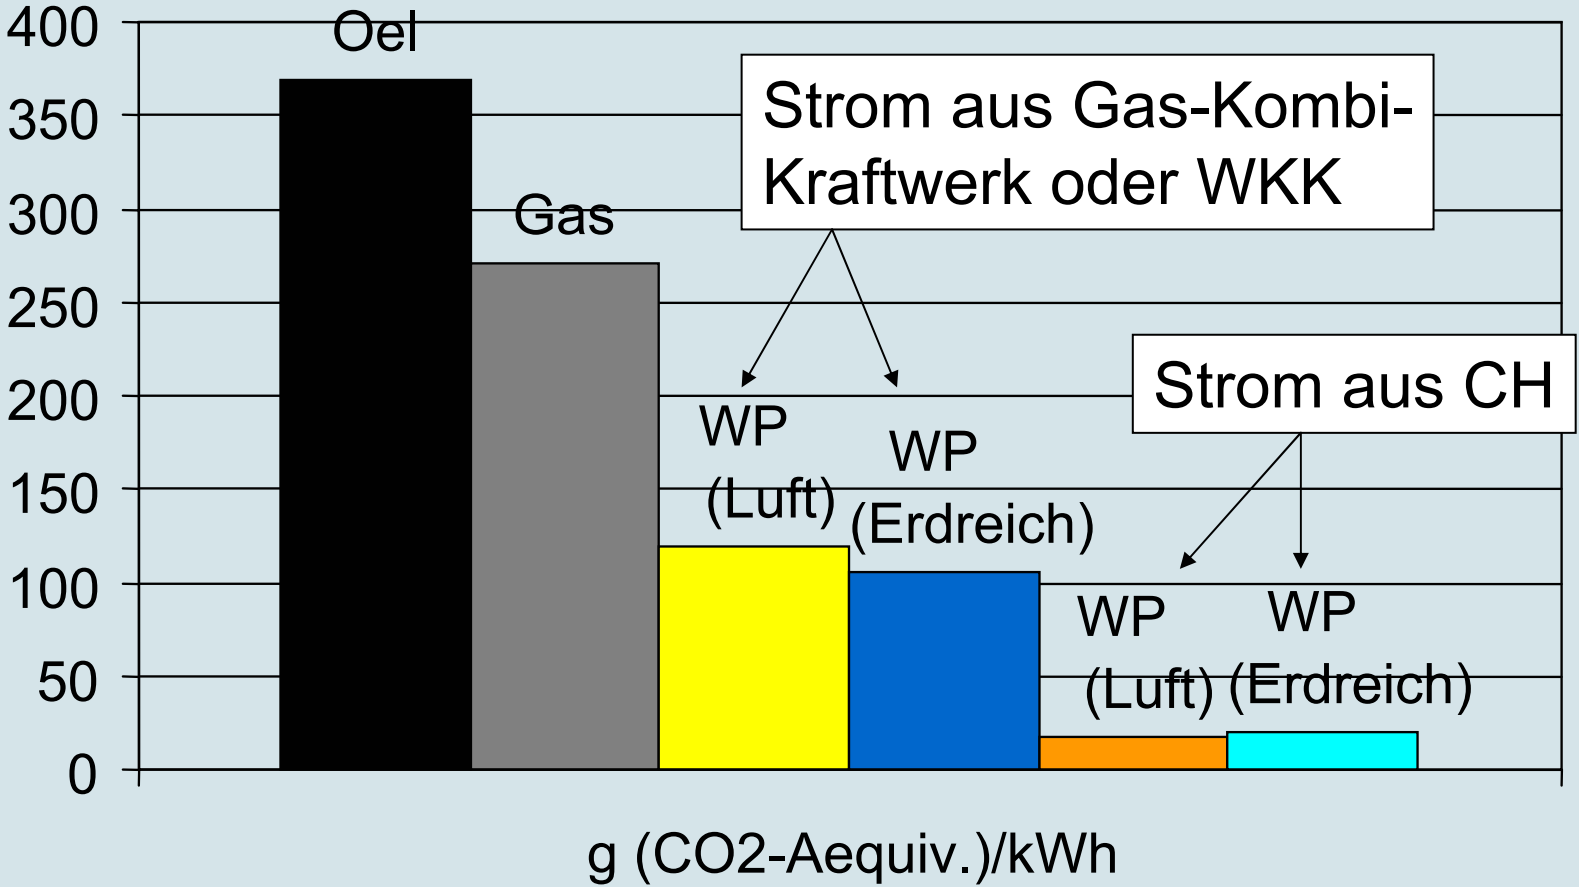 400
350
300
250
200
150
100
50
0
Oel
Gas
Strom aus Gas-Kombi-
Kraftwerk oder WKK
WP
(Luft)
WP
(Erdreich)
Strom aus CH
WP
(Luft)
WP
(Erdreich)
g (CO2-Aequiv.)/kWh